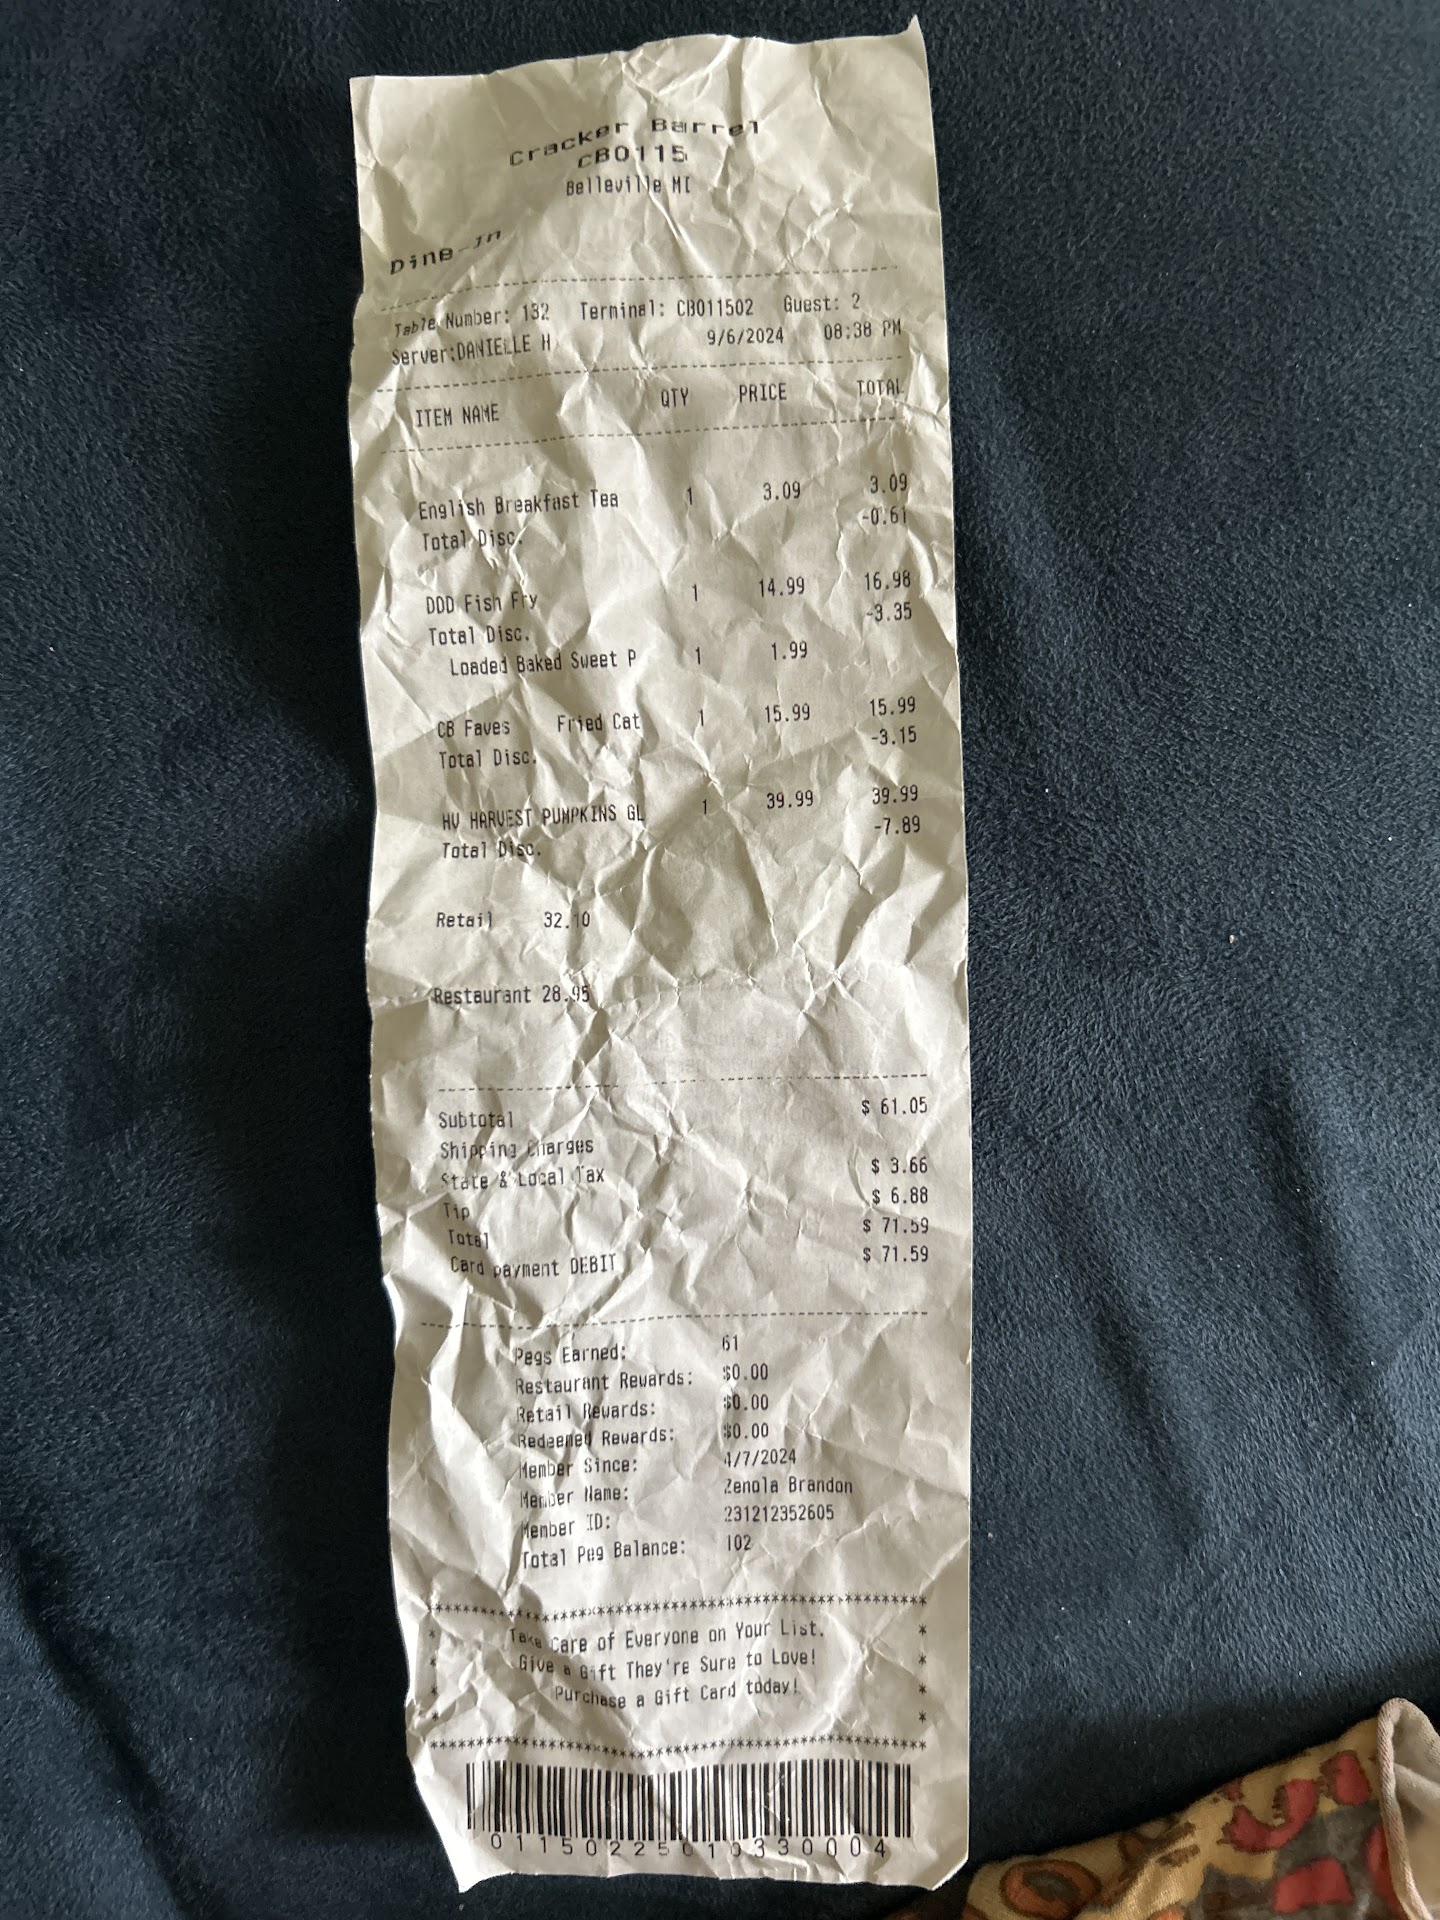 Cracker Barrel
CB0115
Belleville MI
Dine-In
Table Number: 132 Terminal: CB011502 Guest: 2
Server:DANIELLE H 9/6/2024 08:38 PM
ITEM NAME QTY PRICE TOTAL
English Breakfast Tea 1 3.09 3.09
Total Disc. -0.61
DDD Fish Fry 1 14.99 16.98
Total Disc. -3.35
Loaded Baked Sweet P 1 1.99
CB Faves Fried Cat 1 15.99 15.99
Total Disc. -3.15
HV HARVEST PUMPKINS GL 1 39.99 39.99
Total Disc. -7.89
Retail 32.10
Restaurant 28.95
Subtotal $ 61.05
Shipping Charges
State & Local Tax $ 3.66
Tip $ 6.88
Total $ 71.59
Card payment DEBIT $ 71.59
Pegs Earned: 61
Restaurant Rewards: $0.00
Retail Rewards: $0.00
Redeemed Rewards: $0.00
Member Since: 4/7/2024
Member Name: Zenola Brandon
Member ID: 231212352605
Total Peg Balance: 102
Take Care of Everyone on Your List.
Give a Gift They're Sure to Love!
Purchase a Gift Card today!